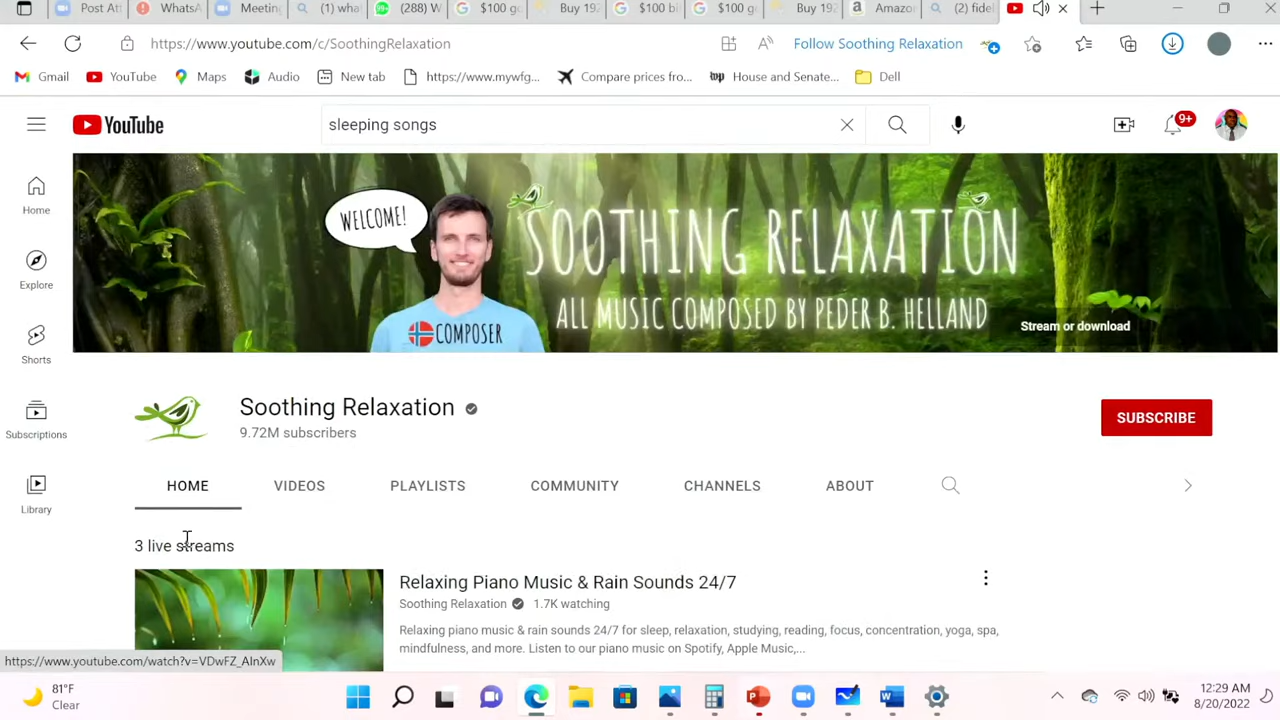 Post Att
WhatsA
Meeting
(1) wha
(288) W
$100 go
Buy 192
$100 bi
$100 g
Buy 192
Amazor
(2) fidel
https://www.youtube.com/c/SoothingRelaxation
Follow Soothing Relaxation
Gmail
YouTube
Maps
Audio
New tab
https://www.mywfg...
Compare prices fro...
House and Senate...
Dell
YouTube
sleeping songs
9+
WELCOME!
SOOTHING RELAXATION
ALL MUSIC COMPOSED BY PEDER B. HELLAND
COMPOSER
Stream or download
Home
Explore
Shorts
Subscriptions
Library
Soothing Relaxation
9.72M subscribers
SUBSCRIBE
HOME
VIDEOS
PLAYLISTS
COMMUNITY
CHANNELS
ABOUT
3 live streams
Relaxing Piano Music & Rain Sounds 24/7
Soothing Relaxation 1.7K watching
Relaxing piano music & rain sounds 24/7 for sleep, relaxation, studying, reading, focus, concentration, yoga, spa,
mindfulness, and more. Listen to our piano music on Spotify, Apple Music,...
https://www.youtube.com/watch?v=VDwFZ_AlnXw
81°F
Clear
12:29 AM
8/20/2022